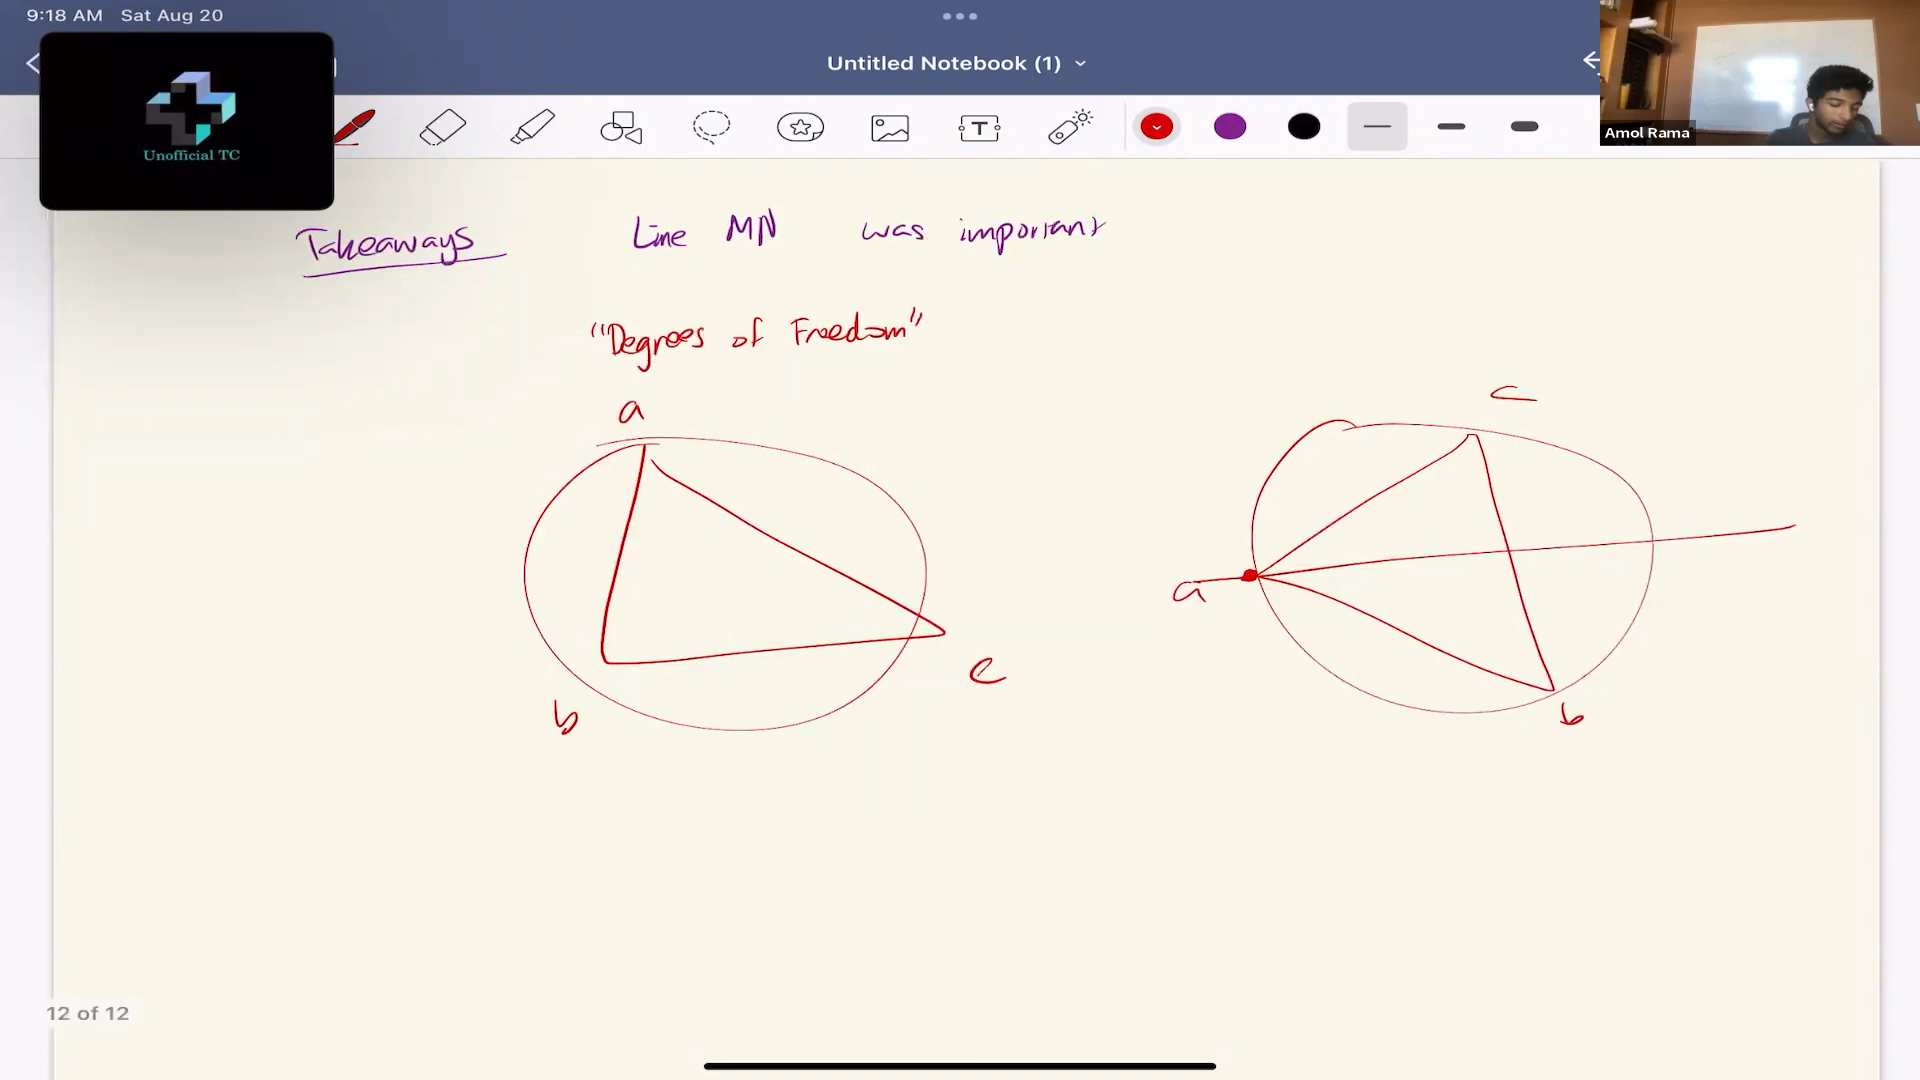 9:18 AM Sat Aug 20
Untitled Notebook (1)
Unofficial TC
T
Amol Rama
Takeaways Line MN was important
"Degrees of Freedom"
a
c
a
c
b
b
12 of 12